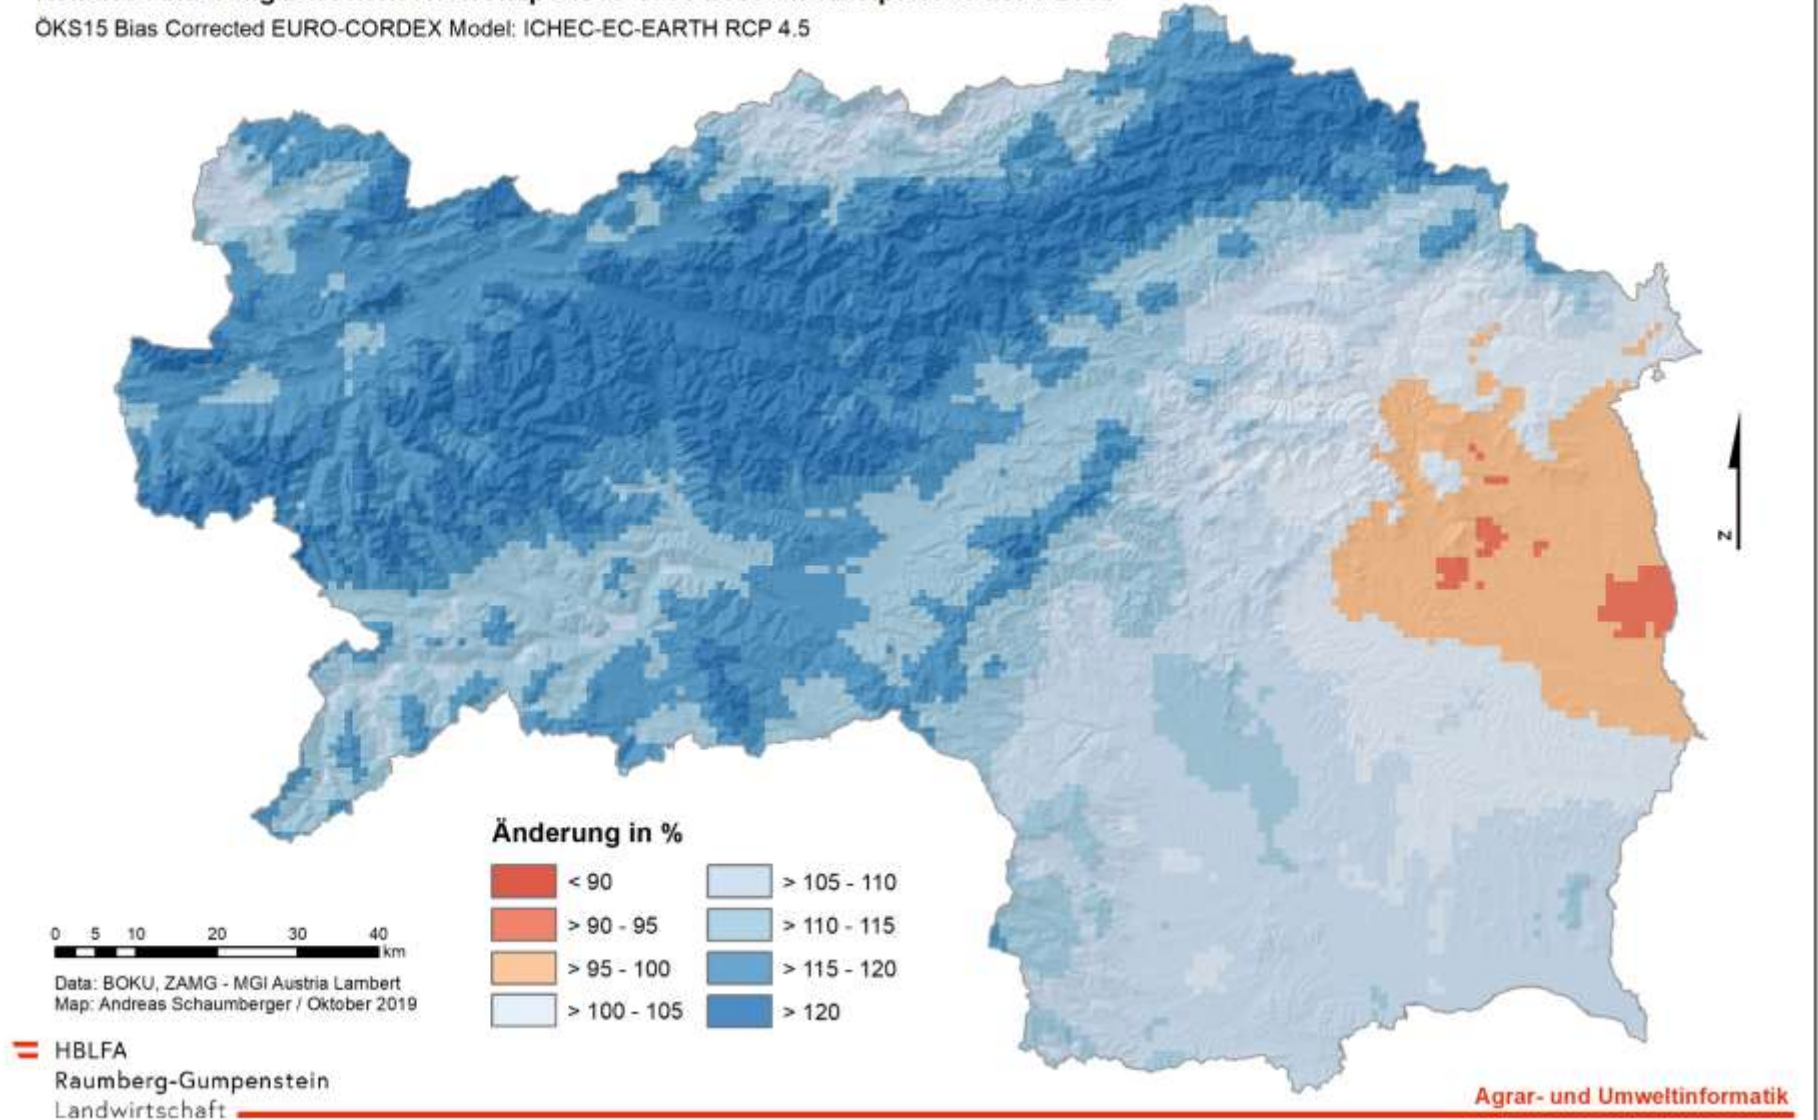 ÖKS15 Bias Corrected EURO-CORDEX Model: ICHEC-EC-EARTH RCP 4.5
N
Änderung in %
< 90
> 105 - 110
> 90 - 95
> 110 - 115
> 95 - 100
> 115 - 120
> 100 - 105
> 120
0 5 10 20 30 40
km
Data: BOKU, ZAMG - MGI Austria Lambert
Map: Andreas Schaumberger / Oktober 2019
HBLFA
Raumberg-Gumpenstein
Landwirtschaft
Agrar- und Umweltinformatik